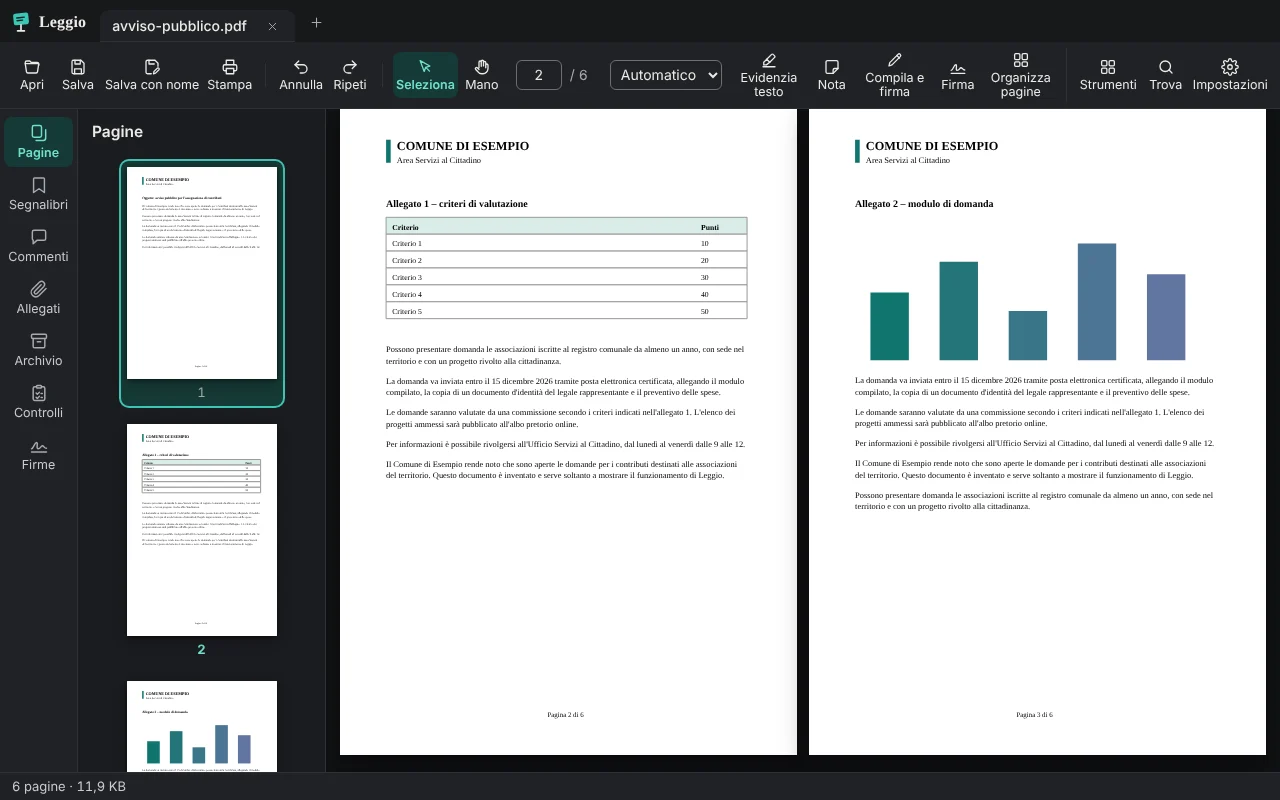 Leggio
avviso-pubblico.pdf
Apri
Salva
Salva con nome
Stampa
Annulla
Ripeti
Seleziona
Mano
2 / 6
Automatico
Evidenzia
testo
Nota
Compila e
firma
Firma
Organizza
pagine
Strumenti
Trova
Impostazioni
Pagine
Segnalibri
Commenti
Allegati
Archivio
Controlli
Firme
Pagine
COMUNE DI ESEMPIO
1
COMUNE DI ESEMPIO
2
COMUNE DI ESEMPIO
COMUNE DI ESEMPIO
Area Servizi al Cittadino
Allegato 1 – criteri di valutazione
Criterio Punti
Criterio 1 10
Criterio 2 20
Criterio 3 30
Criterio 4 40
Criterio 5 50
Possono presentare domanda le associazioni iscritte al registro comunale da almeno un anno, con sede nel
territorio e con un progetto rivolto alla cittadinanza.
La domanda va inviata entro il 15 dicembre 2026 tramite posta elettronica certificata, allegando il modulo
compilato, la copia di un documento d'identità del legale rappresentante e il preventivo delle spese.
Le domande saranno valutate da una commissione secondo i criteri indicati nell'allegato 1. L'elenco dei
progetti ammessi sarà pubblicato all'albo pretorio online.
Per informazioni è possibile rivolgersi all'Ufficio Servizi al Cittadino, dal lunedì al venerdì dalle 9 alle 12.
Il Comune di Esempio rende noto che sono aperte le domande per i contributi destinati alle associazioni
del territorio. Questo documento è inventato e serve soltanto a mostrare il funzionamento di Leggio.
Pagina 2 di 6
COMUNE DI ESEMPIO
Area Servizi al Cittadino
Allegato 2 – modulo di domanda
La domanda va inviata entro il 15 dicembre 2026 tramite posta elettronica certificata, allegando il modulo
compilato, la copia di un documento d'identità del legale rappresentante e il preventivo delle spese.
Le domande saranno valutate da una commissione secondo i criteri indicati nell'allegato 1. L'elenco dei
progetti ammessi sarà pubblicato all'albo pretorio online.
Per informazioni è possibile rivolgersi all'Ufficio Servizi al Cittadino, dal lunedì al venerdì dalle 9 alle 12.
Il Comune di Esempio rende noto che sono aperte le domande per i contributi destinati alle associazioni
del territorio. Questo documento è inventato e serve soltanto a mostrare il funzionamento di Leggio.
Possono presentare domanda le associazioni iscritte al registro comunale da almeno un anno, con sede nel
territorio e con un progetto rivolto alla cittadinanza.
Pagina 3 di 6
6 pagine · 11,9 KB